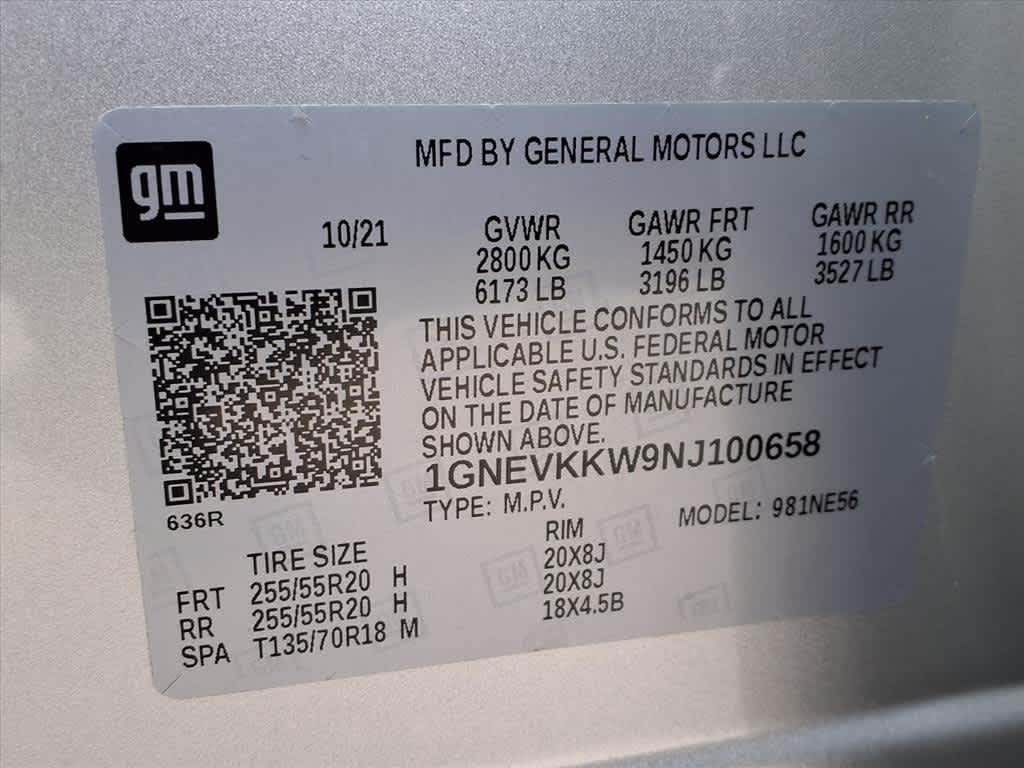 gm
MFD BY GENERAL MOTORS LLC
10/21
GVWR
2800 KG
6173 LB
GAWR FRT
1450 KG
3196 LB
GAWR RR
1600 KG
3527 LB
THIS VEHICLE CONFORMS TO ALL
APPLICABLE U.S. FEDERAL MOTOR
VEHICLE SAFETY STANDARDS IN EFFECT
ON THE DATE OF MANUFACTURE
SHOWN ABOVE.
1GNEVKKW9NJ100658
TYPE: M.P.V.
MODEL: 981NE56
636R
TIRE SIZE RIM
FRT 255/55R20 H 20X8J
RR 255/55R20 H 20X8J
SPA T135/70R18 M 18X4.5B
GM
GM
GM